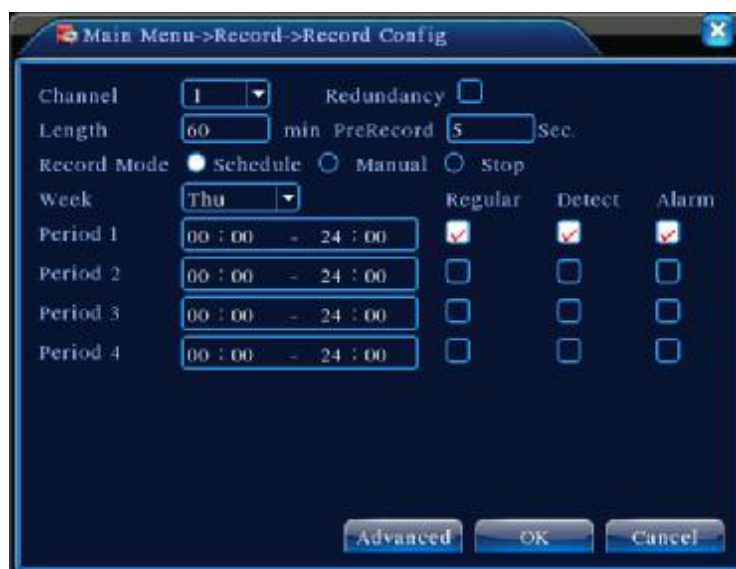 Main Menu->Record->Record Config
Channel 1 Redundancy
Length 60 min PreRecord 5 Sec.
Record Mode Schedule Manual Stop
Week Thu Regular Detect Alarm
Period 1 00 : 00 - 24 : 00
Period 2 00 : 00 - 24 : 00
Period 3 00 : 00 - 24 : 00
Period 4 00 : 00 - 24 : 00
Advanced OK Cancel